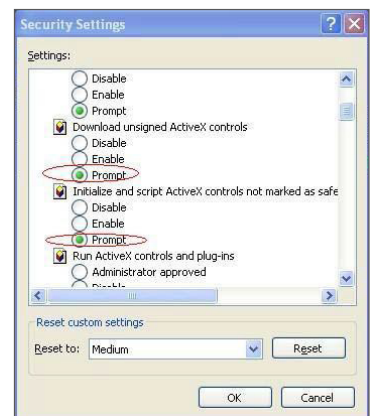 Security Settings
Settings:
Disable
Enable
Prompt
Download unsigned ActiveX controls
Disable
Enable
Prompt
Initialize and script ActiveX controls not marked as safe
Disable
Enable
Prompt
Run ActiveX controls and plug-ins
Administrator approved
Disable
Reset custom settings
Reset to: Medium Reset
OK Cancel